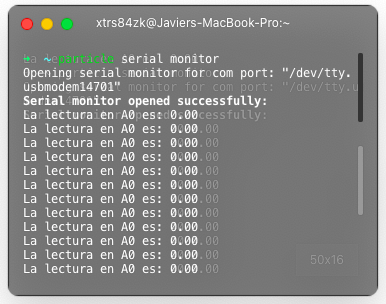 xtrs84zk@Javiers-MacBook-Pro:~
→ ~ serial monitor
Opening serial monitor for com port: "/dev/tty.
usbmodem14701"
Serial monitor opened successfully:
La lectura en A0 es: 0.00
La lectura en A0 es: 0.00
La lectura en A0 es: 0.00
La lectura en A0 es: 0.00
La lectura en A0 es: 0.00
La lectura en A0 es: 0.00
La lectura en A0 es: 0.00
La lectura en A0 es: 0.00
La lectura en A0 es: 0.00
La lectura en A0 es: 0.00
La lectura en A0 es: 0.00
La lectura en A0 es: 0.00
50x16